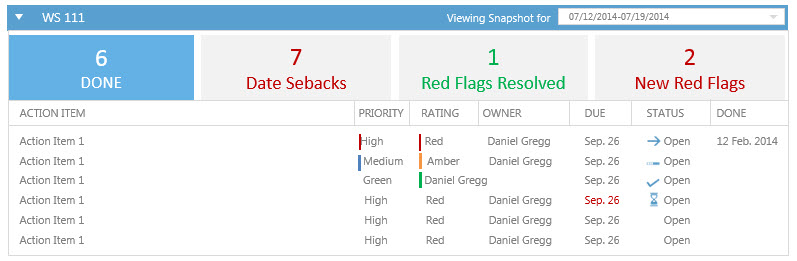 WS 111 Viewing Snapshot for 07/12/2014-07/19/2014
6 7 1 2
DONE Date Sebacks Red Flags Resolved New Red Flags
ACTION ITEM PRIORITY RATING OWNER DUE STATUS DONE
Action Item 1 High Red Daniel Gregg Sep. 26 Open 12 Feb. 2014
Action Item 1 Medium Amber Daniel Gregg Sep. 26 Open
Action Item 1 Green Daniel Gregg Sep. 26 Open
Action Item 1 High Red Daniel Gregg Sep. 26 Open
Action Item 1 High Red Daniel Gregg Sep. 26 Open
Action Item 1 High Red Daniel Gregg Sep. 26 Open